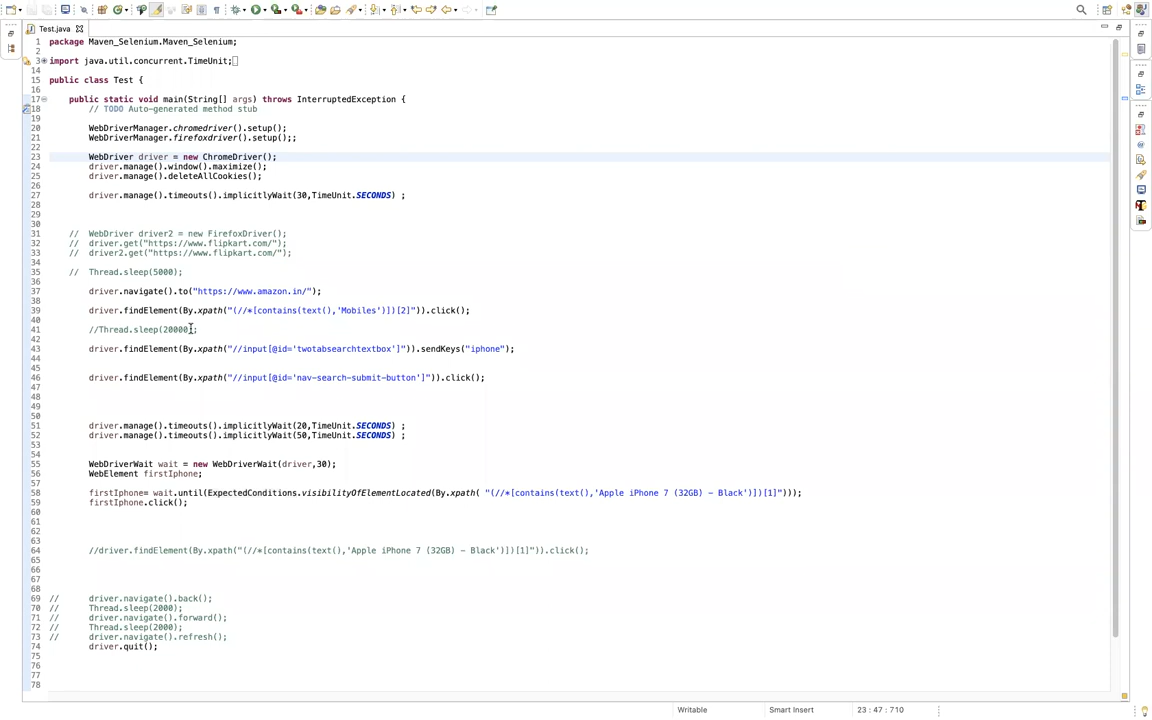 Test.java
1 package Maven_Selenium.Maven_Selenium;
2
3 import java.util.concurrent.TimeUnit;
14
15 public class Test {
16
17 public static void main(String[] args) throws InterruptedException {
18 // TODO Auto-generated method stub
19
20 WebDriverManager.chromedriver().setup();
21 WebDriverManager.firefoxdriver().setup();;
22
23 WebDriver driver = new ChromeDriver();
24 driver.manage().window().maximize();
25 driver.manage().deleteAllCookies();
26
27 driver.manage().timeouts().implicitlyWait(30,TimeUnit.SECONDS) ;
28
29
30
31 // WebDriver driver2 = new FirefoxDriver();
32 // driver.get("https://www.flipkart.com/");
33 // driver2.get("https://www.flipkart.com/");
34
35 // Thread.sleep(5000);
36
37 driver.navigate().to("https://www.amazon.in/");
38
39 driver.findElement(By.xpath("(//*[contains(text(),'Mobiles')])[2]")).click();
40
41 //Thread.sleep(20000);
42
43 driver.findElement(By.xpath("//input[@id='twotabsearchtextbox']")).sendKeys("iphone");
44
45
46 driver.findElement(By.xpath("//input[@id='nav-search-submit-button']")).click();
47
48
49
50
51 driver.manage().timeouts().implicitlyWait(20,TimeUnit.SECONDS) ;
52 driver.manage().timeouts().implicitlyWait(50,TimeUnit.SECONDS) ;
53
54
55 WebDriverWait wait = new WebDriverWait(driver,30);
56 WebElement firstIphone;
57
58 firstIphone= wait.until(ExpectedConditions.visibilityOfElementLocated(By.xpath( "(//*[contains(text(),'Apple iPhone 7 (32GB) - Black')])[1]")));
59 firstIphone.click();
60
61
62
63
64 //driver.findElement(By.xpath("(//*[contains(text(),'Apple iPhone 7 (32GB) - Black')])[1]")).click();
65
66
67
68
69 // driver.navigate().back();
70 // Thread.sleep(2000);
71 // driver.navigate().forward();
72 // Thread.sleep(2000);
73 // driver.navigate().refresh();
74 driver.quit();
75
76
77
78
Writable Smart Insert 23 : 47 : 710